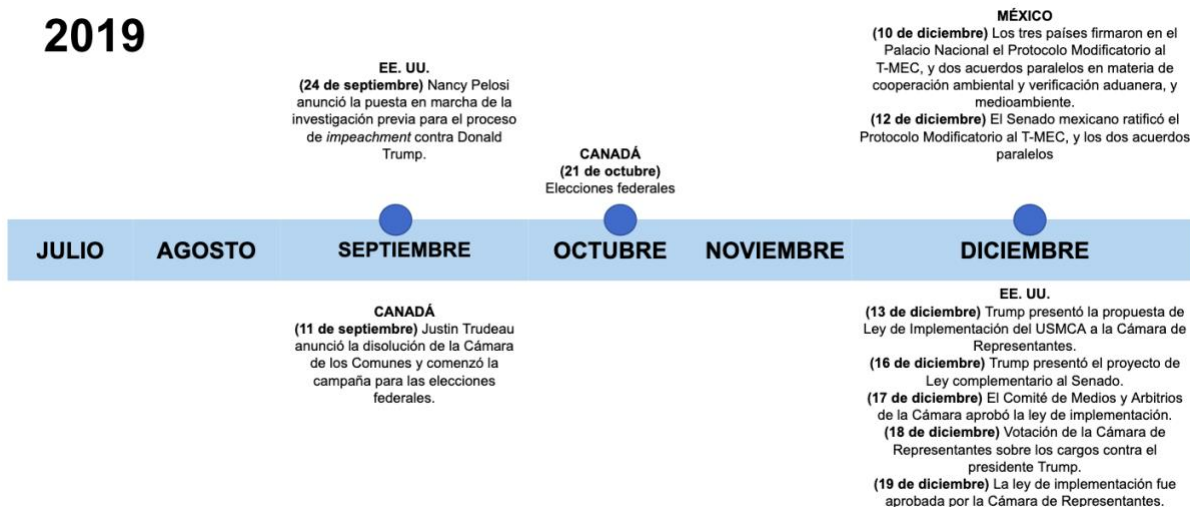 2019
EE. UU.
(24 de septiembre) Nancy Pelosi
anunció la puesta en marcha de la
investigación previa para el proceso
de impeachment contra Donald
Trump.
CANADÁ
(21 de octubre)
Elecciones federales
MÉXICO
(10 de diciembre) Los tres países firmaron en el
Palacio Nacional el Protocolo Modificatorio al
T-MEC, y dos acuerdos paralelos en materia de
cooperación ambiental y verificación aduanera, y
medioambiente.
(12 de diciembre) El Senado mexicano ratificó el
Protocolo Modificatorio al T-MEC, y los dos acuerdos
paralelos
JULIO AGOSTO SEPTIEMBRE OCTUBRE NOVIEMBRE DICIEMBRE
CANADÁ
(11 de septiembre) Justin Trudeau
anunció la disolución de la Cámara
de los Comunes y comenzó la
campaña para las elecciones
federales.
EE. UU.
(13 de diciembre) Trump presentó la propuesta de
Ley de Implementación del USMCA a la Cámara de
Representantes.
(16 de diciembre) Trump presentó el proyecto de
Ley complementario al Senado.
(17 de diciembre) El Comité de Medios y Arbitrios
de la Cámara aprobó la ley de implementación.
(18 de diciembre) Votación de la Cámara de
Representantes sobre los cargos contra el
presidente Trump.
(19 de diciembre) La ley de implementación fue
aprobada por la Cámara de Representantes.